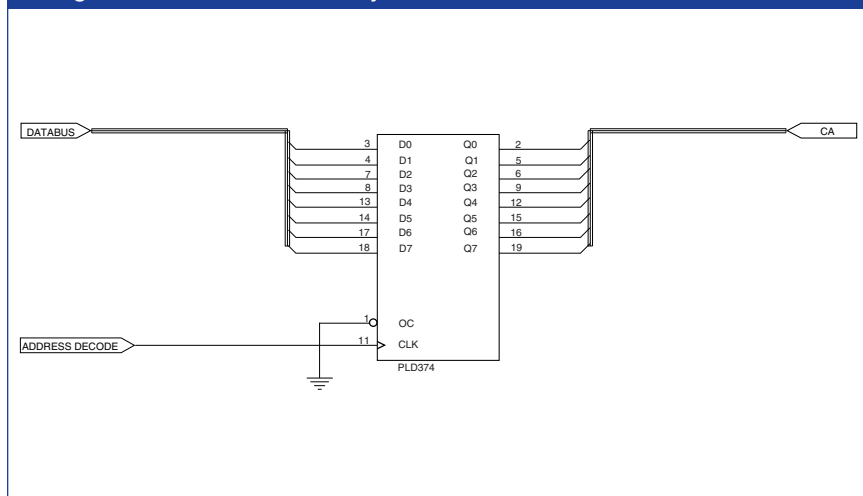 DATABUS
CA
3 D0 Q0 2
4 D1 Q1 5
7 D2 Q2 6
8 D3 Q3 9
13 D4 Q4 12
14 D5 Q5 15
17 D6 Q6 16
18 D7 Q7 19
1 OC
ADDRESS DECODE 11 CLK
PLD374